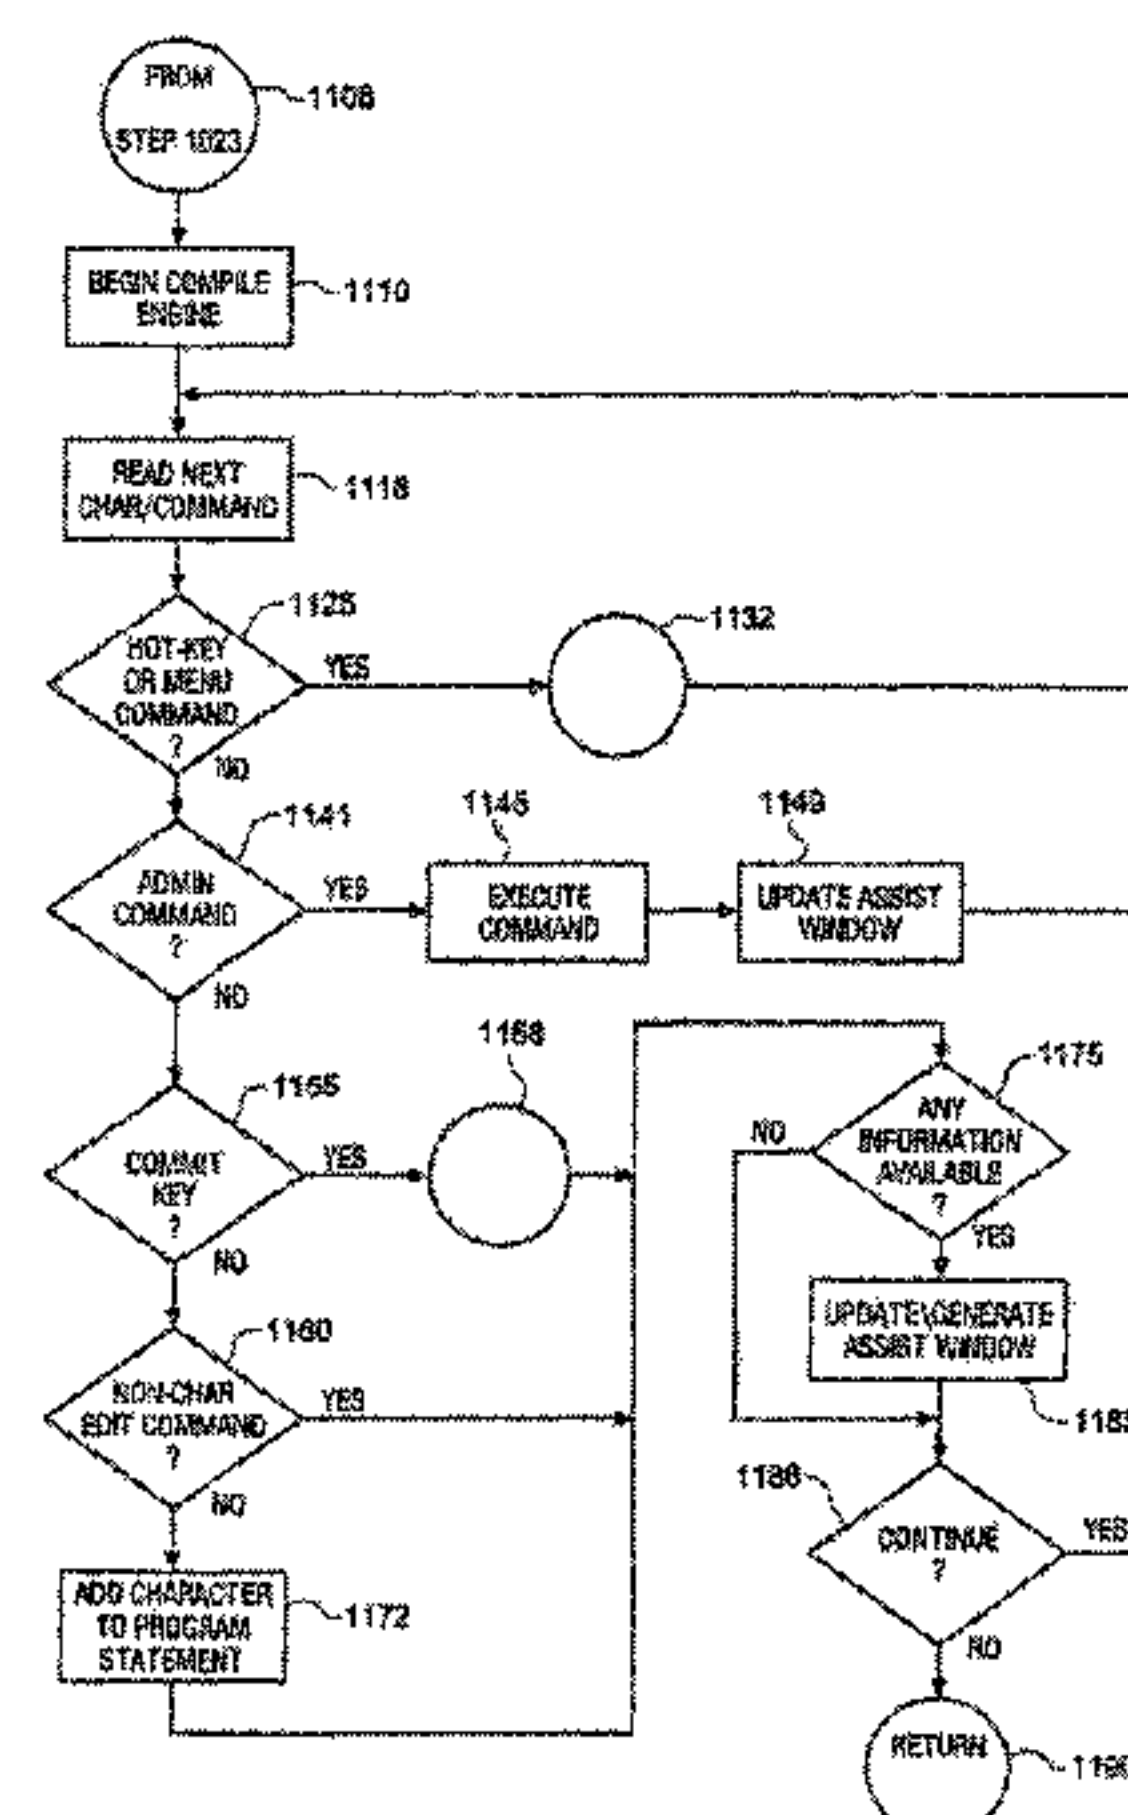 FROM
STEP 1023
1108
BEGIN COMPILE
ENGINE
1110
READ NEXT
CHAR/COMMAND
1118
1125
HOT-KEY
OR MENU
COMMAND
?
YES
NO
1132
1141
ADMIN
COMMAND
?
YES
NO
1145
EXECUTE
COMMAND
1149
UPDATE ASSIST
WINDOW
1155
COMMIT
KEY
?
YES
NO
1158
1160
NON-CHAR
EDIT COMMAND
?
YES
NO
ADD CHARACTER
TO PROGRAM
STATEMENT
1172
1175
ANY
INFORMATION
AVAILABLE
?
NO
YES
UPDATE\GENERATE
ASSIST WINDOW
1186
CONTINUE
?
YES
NO
RETURN